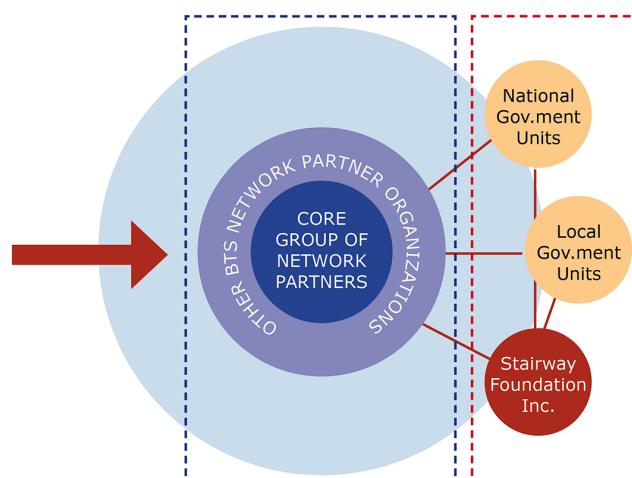 National
Gov.ment
Units
OTHER BTS NETWORK PARTNER ORGANIZATIONS
CORE
GROUP OF
NETWORK
PARTNERS
Local
Gov.ment
Units
Stairway
Foundation
Inc.